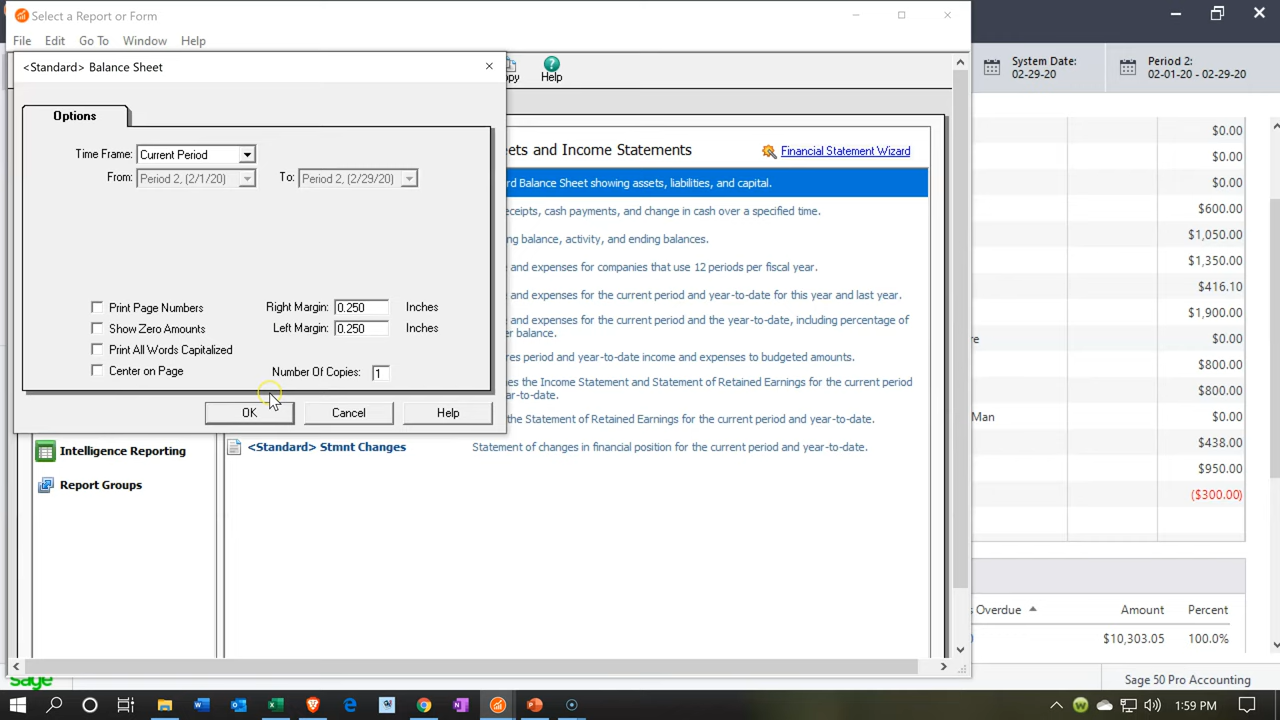 Select a Report or Form
File Edit Go To Window Help
<Standard> Balance Sheet
Help
System Date:
02-29-20
Period 2:
02-01-20 - 02-29-20
Options
Time Frame: Current Period
From: Period 2, (2/1/20) To: Period 2, (2/29/20)
Print Page Numbers
Show Zero Amounts
Print All Words Capitalized
Center on Page
Right Margin: 0.250 Inches
Left Margin: 0.250 Inches
Number Of Copies: 1
OK Cancel Help
ets and Income Statements
Financial Statement Wizard
rd Balance Sheet showing assets, liabilities, and capital.
eceipts, cash payments, and change in cash over a specified time.
ng balance, activity, and ending balances.
e and expenses for companies that use 12 periods per fiscal year.
e and expenses for the current period and year-to-date for this year and last year.
e and expenses for the current period and the year-to-date, including percentage of
er balance.
res period and year-to-date income and expenses to budgeted amounts.
es the Income Statement and Statement of Retained Earnings for the current period
ar-to-date.
the Statement of Retained Earnings for the current period and year-to-date.
<Standard> Stmnt Changes Statement of changes in financial position for the current period and year-to-date.
Intelligence Reporting
Report Groups
$0.00
$0.00
$0.00
$600.00
$1,050.00
$1,350.00
$416.10
$1,900.00
re $0.00
$800.00
$800.00
Man $0.00
$438.00
$950.00
($300.00)
s Overdue Amount Percent
) $10,303.05 100.0%
sage
Sage 50 Pro Accounting
1:59 PM